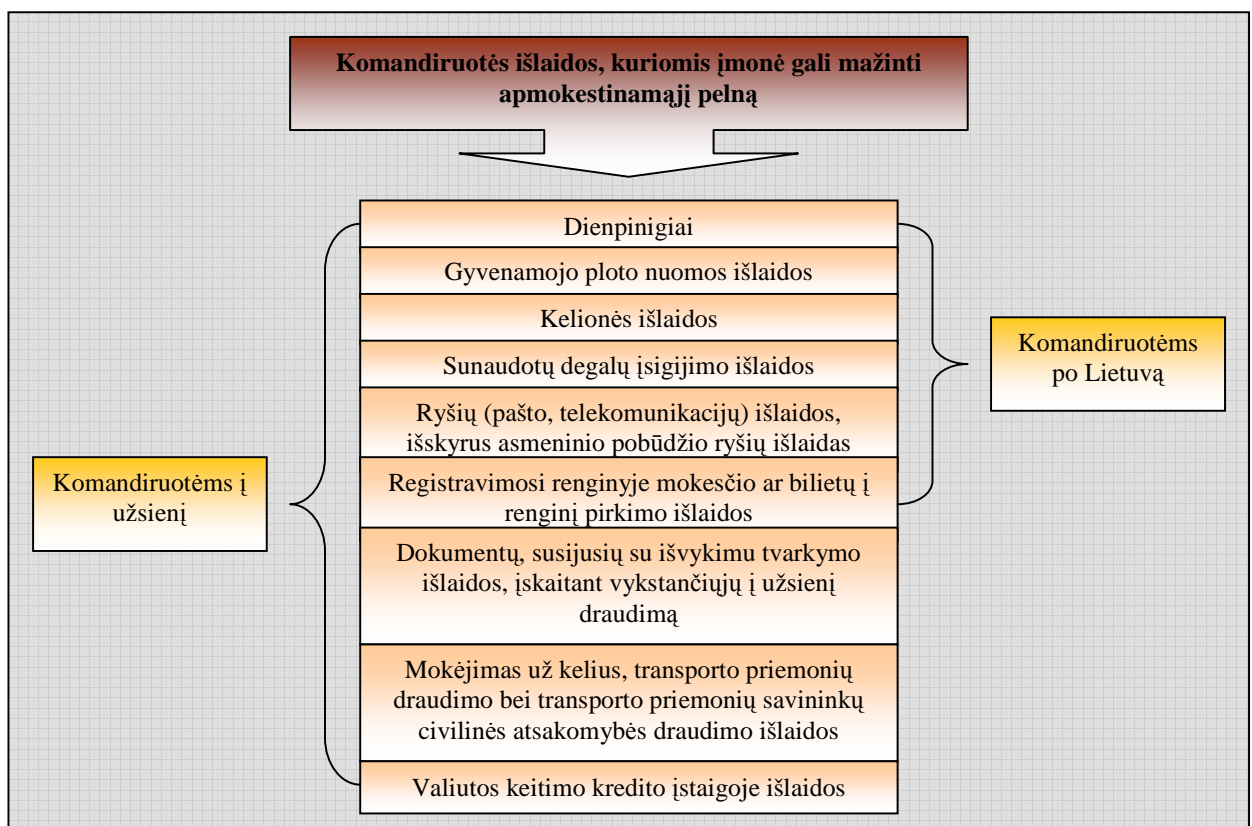 Komandiruotės išlaidos, kuriomis įmonė gali mažinti
apmokestinamąjį pelną
Dienpinigiai
Gyvenamojo ploto nuomos išlaidos
Kelionės išlaidos
Sunaudotų degalų įsigijimo išlaidos
Ryšių (pašto, telekomunikacijų) išlaidos,
išskyrus asmeninio pobūdžio ryšių išlaidas
Registravimosi renginyje mokesčio ar bilietų į
renginį pirkimo išlaidos
Dokumentų, susijusių su išvykimu tvarkymo
išlaidos, įskaitant vykstančiųjų į užsienį
draudimą
Mokėjimas už kelius, transporto priemonių
draudimo bei transporto priemonių savininkų
civilinės atsakomybės draudimo išlaidos
Valiutos keitimo kredito įstaigoje išlaidos
Komandiruotėms į
užsienį
Komandiruotėms
po Lietuvą